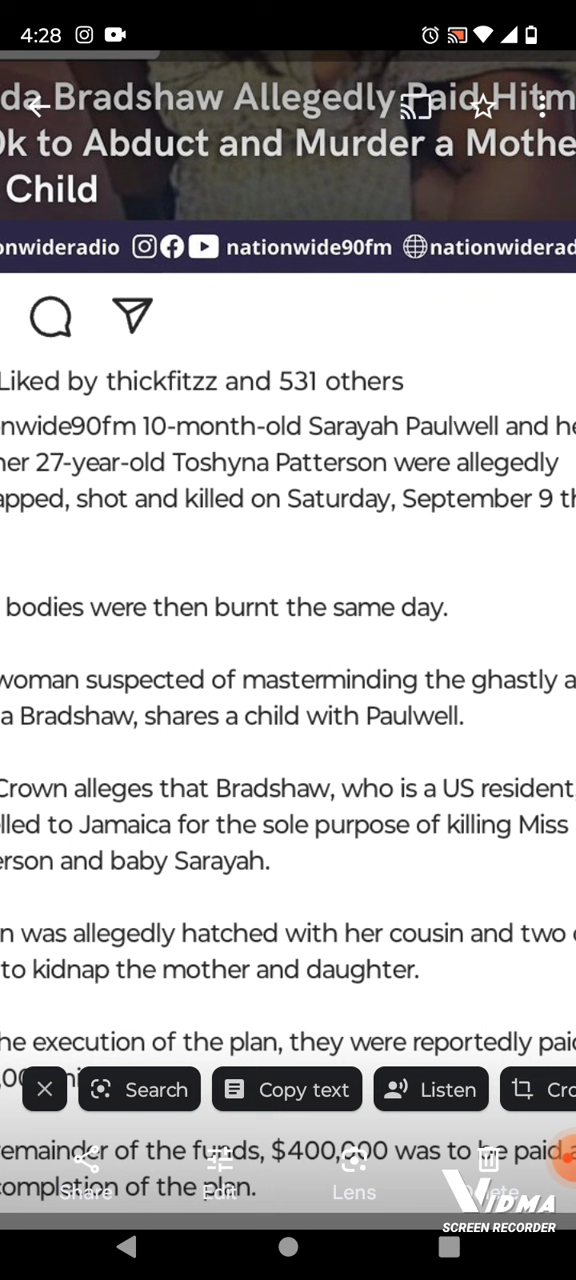 4:28
da Bradshaw Allegedly Paid Hitm
0k to Abduct and Murder a Mothe
Child
onwideradio nationwide90fm nationwiderad
Liked by thickfitzz and 531 others
onwide90fm 10-month-old Sarayah Paulwell and he
her 27-year-old Toshyna Patterson were allegedly
apped, shot and killed on Saturday, September 9 th
bodies were then burnt the same day.
woman suspected of masterminding the ghastly a
a Bradshaw, shares a child with Paulwell.
Crown alleges that Bradshaw, who is a US resident,
lled to Jamaica for the sole purpose of killing Miss
erson and baby Sarayah.
n was allegedly hatched with her cousin and two
to kidnap the mother and daughter.
he execution of the plan, they were reportedly paid
Search Copy text Listen Cro
emainder of the funds, $400,000 was to be paid a
completion of the plan.
Share Edit Lens Delete
VIDMA
SCREEN RECORDER